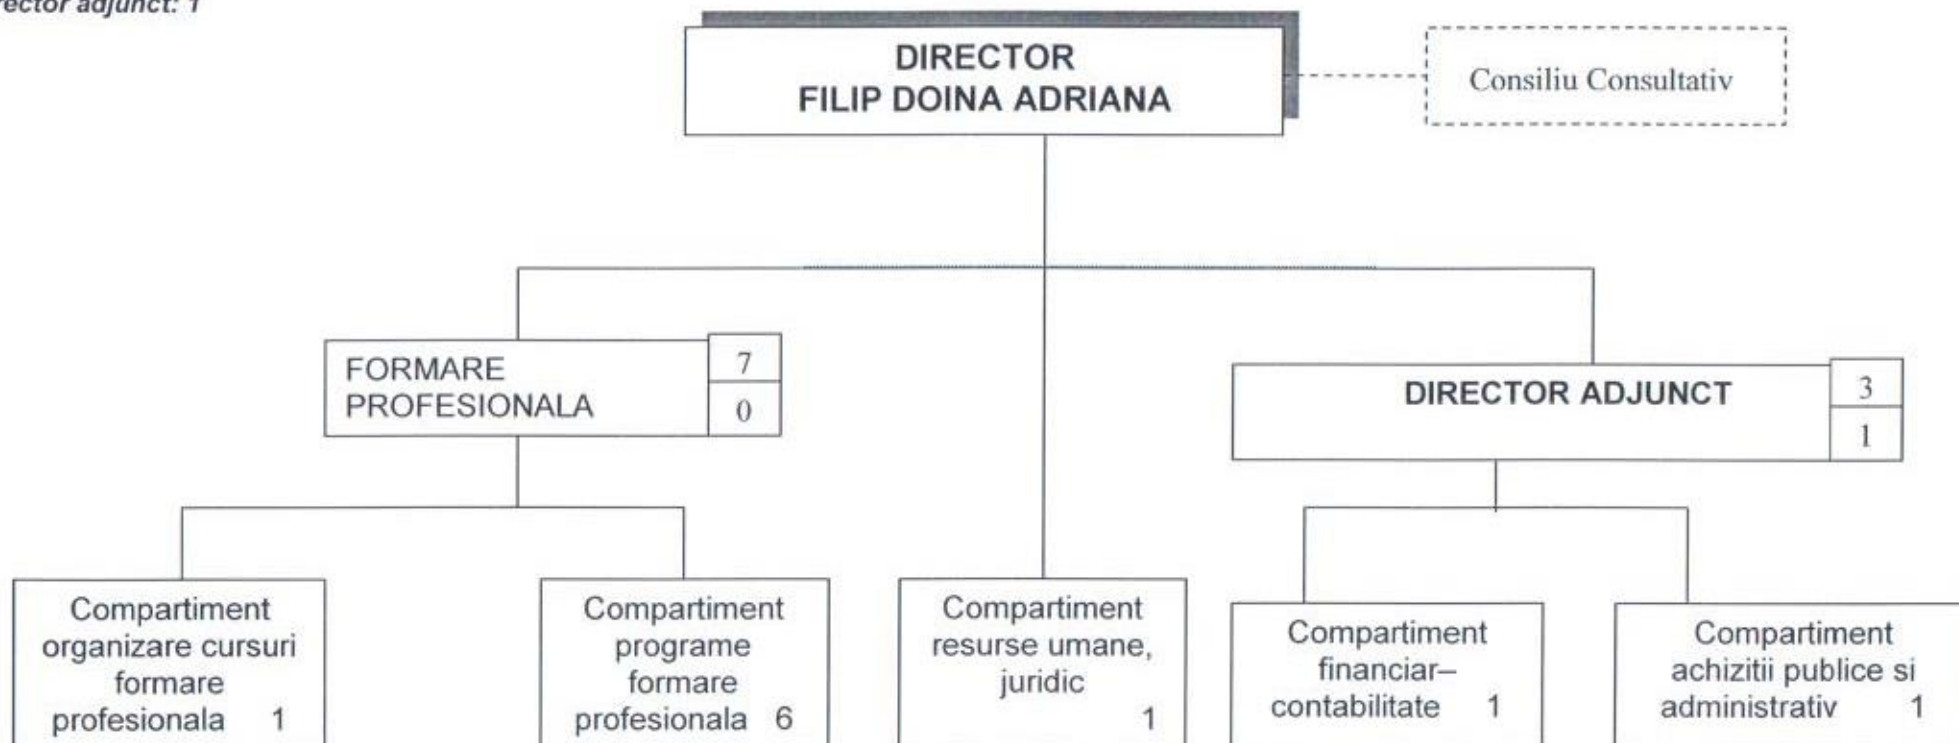 adjunct: 1
DIRECTOR
FILIP DOINA ADRIANA
Consiliu Consultativ
FORMARE
PROFESIONALA
7
0
DIRECTOR ADJUNCT
3
1
Compartiment
organizare cursuri
formare
profesionala 1
Compartiment
programe
formare
profesionala 6
Compartiment
resurse umane,
juridic
1
Compartiment
financiar–
contabilitate 1
Compartiment
achizitii publice si
administrativ 1